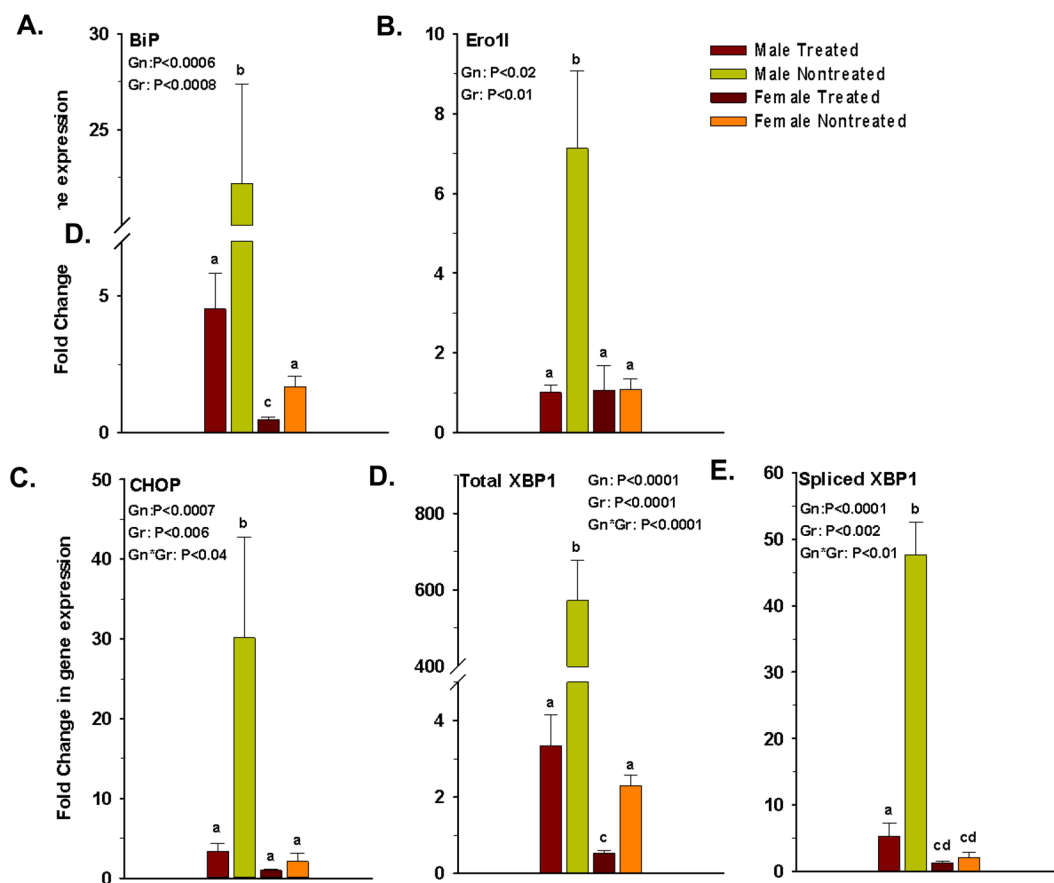 A.
BiP
Gn:P<0.0006
Gr: P<0.0008
30
25
5
0
b
a
c
a
Fold Change
expression
D.
B.
Ero1l
Gn: P<0.02
Gr: P<0.01
10
8
6
4
2
0
b
a
a
a
Male Treated
Male Nontreated
Female Treated
Female Nontreated
C.
CHOP
Gn:P<0.0007
Gr: P<0.006
Gn*Gr: P<0.04
50
40
30
20
10
0
b
a
a
a
Fold Change in gene expression
D.
Total XBP1
Gn: P<0.0001
Gr: P<0.0001
Gn*Gr: P<0.0001
800
600
400
4
2
0
b
a
c
a
E.
Spliced XBP1
Gn:P<0.0001
Gr: P<0.002
Gn*Gr: P<0.01
60
50
40
30
20
10
0
b
a
cd
cd